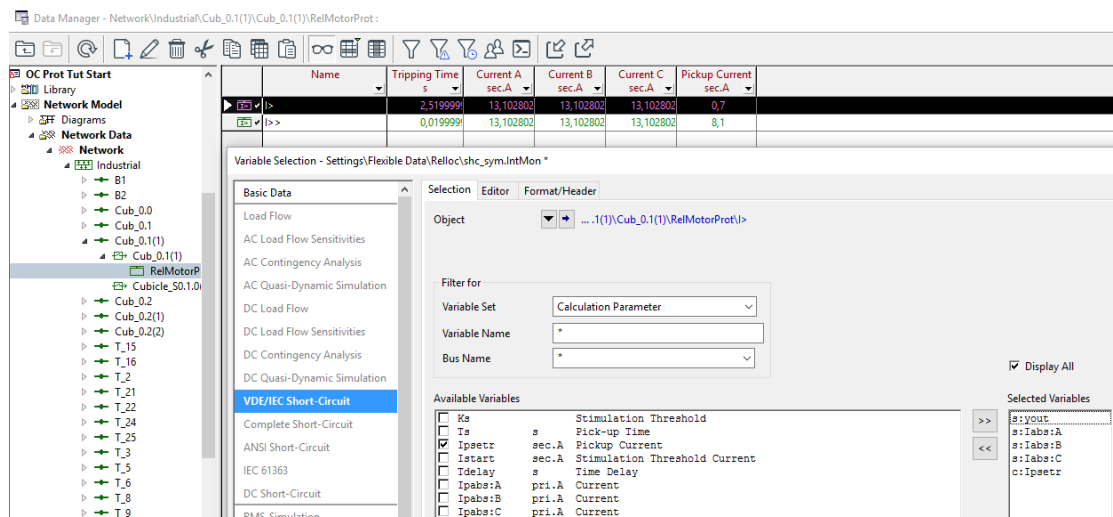 Data Manager - Network\Industrial\Cub_0.1(1)\Cub_0.1(1)\RelMotorProt :
OC Prot Tut Start
Library
Network Model
Diagrams
Network Data
Network
Industrial
B1
B2
Cub_0.0
Cub_0.1
Cub_0.1(1)
Cub_0.1(1)
RelMotorP
Cubicle_S0.1.0(
Cub_0.2
Cub_0.2(1)
Cub_0.2(2)
T_15
T_16
T_2
T_21
T_22
T_24
T_25
T_3
T_5
T_6
T_8
T_9
Name Tripping Time Current A Current B Current C Pickup Current
s sec.A sec.A sec.A sec.A
I> 2,5199999 13,102802 13,102802 13,102802 0,7
I>> 0,0199999 13,102802 13,102802 13,102802 8,1
Variable Selection - Settings\Flexible Data\Relloc\shc_sym.IntMon *
Basic Data
Load Flow
AC Load Flow Sensitivities
AC Contingency Analysis
AC Quasi-Dynamic Simulation
DC Load Flow
DC Load Flow Sensitivities
DC Contingency Analysis
DC Quasi-Dynamic Simulation
VDE/IEC Short-Circuit
Complete Short-Circuit
ANSI Short-Circuit
IEC 61363
DC Short-Circuit
RMS-Simulation
Selection Editor Format/Header
Object ... .1(1)\Cub_0.1(1)\RelMotorProt\I>
Filter for
Variable Set Calculation Parameter
Variable Name *
Bus Name *
Display All
Available Variables
Ks Stimulation Threshold
Ts s Pick-up Time
Ipsetr sec.A Pickup Current
Istart sec.A Stimulation Threshold Current
Tdelay s Time Delay
Ipabs:A pri.A Current
Ipabs:B pri.A Current
Ipabs:C pri.A Current
>>
<<
Selected Variables
s:yout
s:Iabs:A
s:Iabs:B
s:Iabs:C
c:Ipsetr